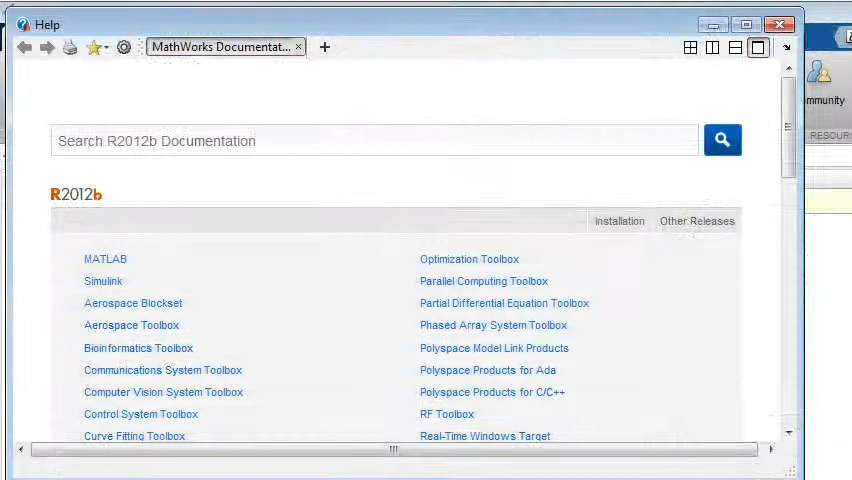 Help
MathWorks Documentat...
Search R2012b Documentation
R2012b
Installation Other Releases
MATLAB
Simulink
Aerospace Blockset
Aerospace Toolbox
Bioinformatics Toolbox
Communications System Toolbox
Computer Vision System Toolbox
Control System Toolbox
Curve Fitting Toolbox
Optimization Toolbox
Parallel Computing Toolbox
Partial Differential Equation Toolbox
Phased Array System Toolbox
Polyspace Model Link Products
Polyspace Products for Ada
Polyspace Products for C/C++
RF Toolbox
Real-Time Windows Target
mmunity
RESOUR